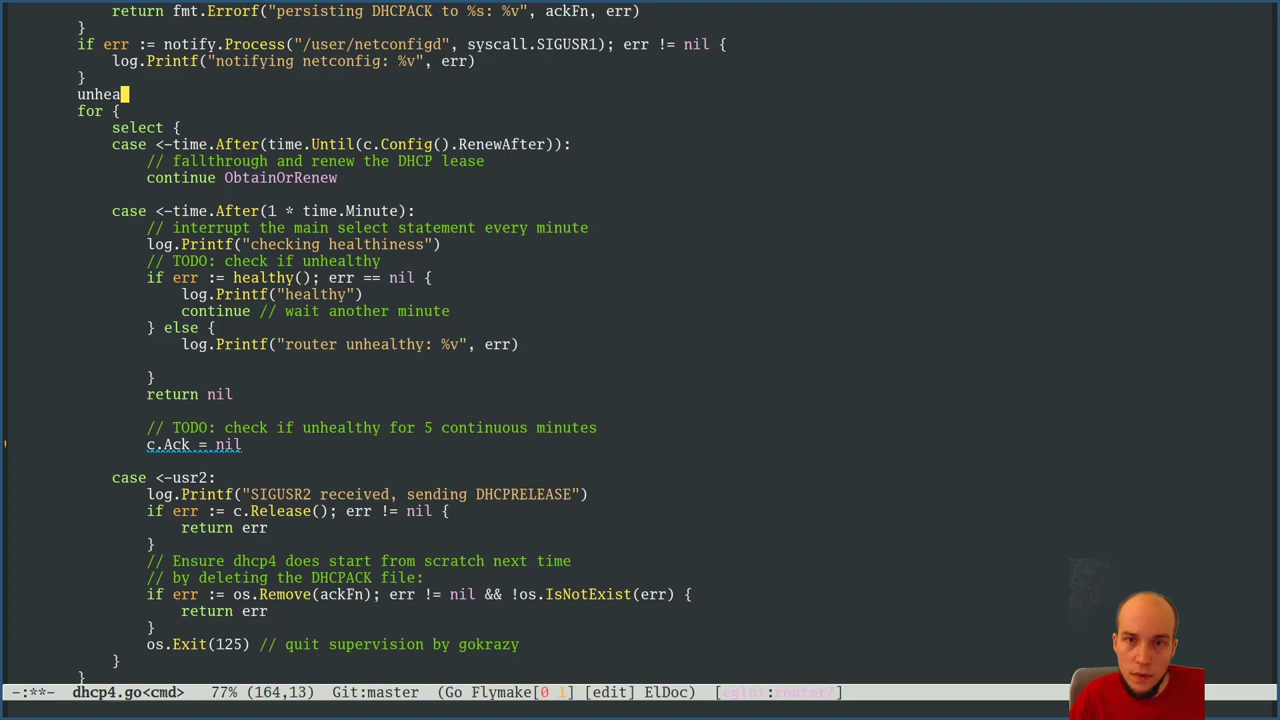 return fmt.Errorf("persisting DHCPACK to %s: %v", ackFn, err)
}
if err := notify.Process("/user/netconfigd", syscall.SIGUSR1); err != nil {
log.Printf("notifying netconfig: %v", err)
}
unhea
for {
select {
case <-time.After(time.Until(c.Config().RenewAfter)):
// fallthrough and renew the DHCP lease
continue ObtainOrRenew
case <-time.After(1 * time.Minute):
// interrupt the main select statement every minute
log.Printf("checking healthiness")
// TODO: check if unhealthy
if err := healthy(); err == nil {
log.Printf("healthy")
continue // wait another minute
} else {
log.Printf("router unhealthy: %v", err)
}
return nil
// TODO: check if unhealthy for 5 continuous minutes
c.Ack = nil
case <-usr2:
log.Printf("SIGUSR2 received, sending DHCPRELEASE")
if err := c.Release(); err != nil {
return err
}
// Ensure dhcp4 does start from scratch next time
// by deleting the DHCPACK file:
if err := os.Remove(ackFn); err != nil && !os.IsNotExist(err) {
return err
}
os.Exit(125) // quit supervision by gokrazy
}
}
-:**- dhcp4.go<cmd> 77% (164,13) Git:master (Go Flymake[0 1] [edit] ElDoc) [eglot:router7]